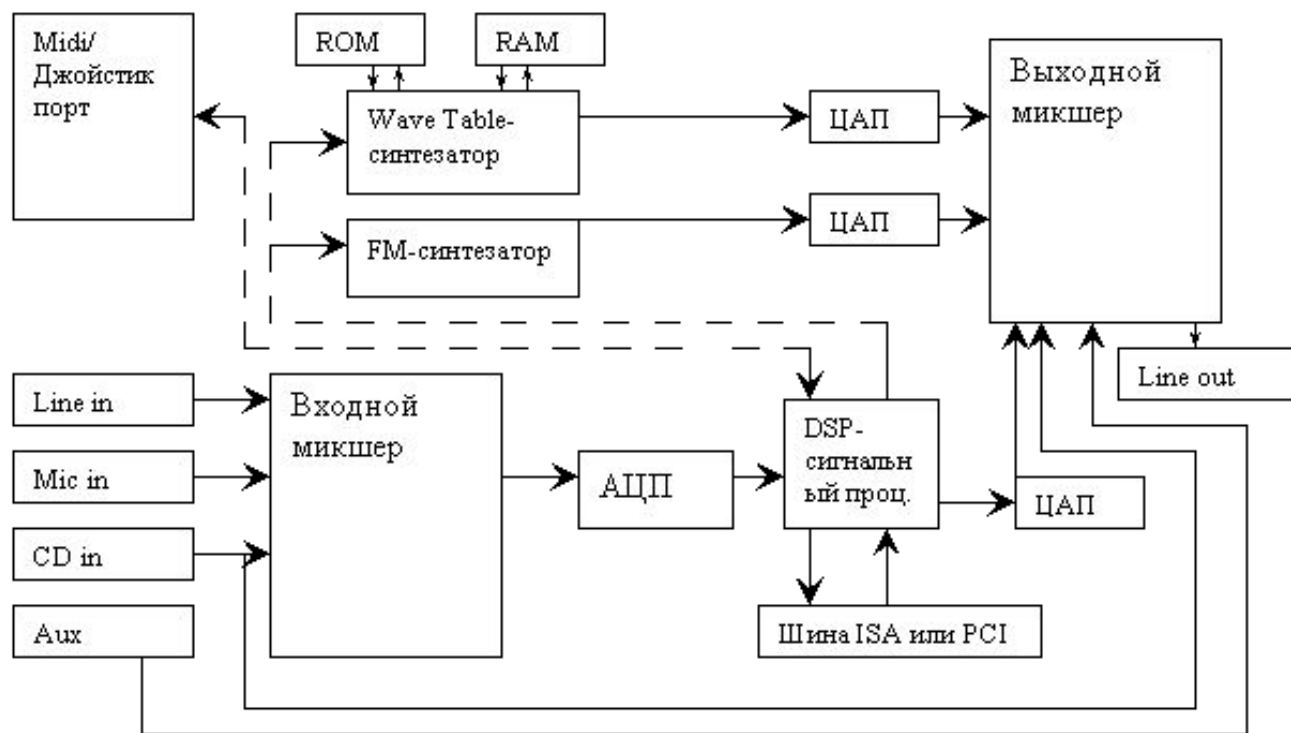 Midi/
Джойстик
порт
ROM
RAM
Wave Table-
синтезатор
ЦАП
Выходной
микшер
FM-синтезатор
ЦАП
Line in
Входной
микшер
DSP-
сигнальн
ый проц.
Line out
Mic in
АЦП
ЦАП
CD in
Aux
Шина ISA или PCI